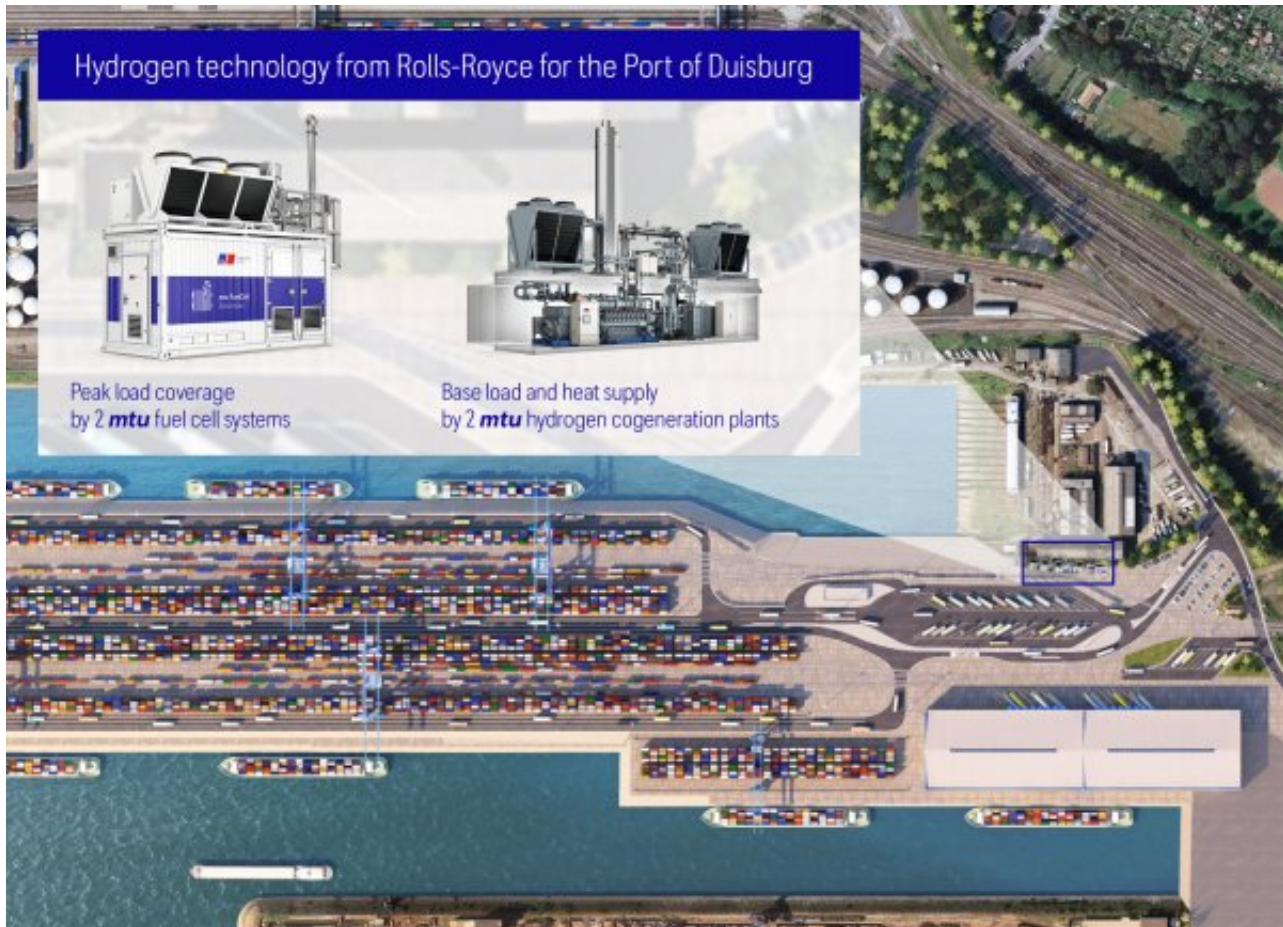 Hydrogen technology from Rolls-Royce for the Port of Duisburg
Peak load coverage
by 2 mtu fuel cell systems
Base load and heat supply
by 2 mtu hydrogen cogeneration plants